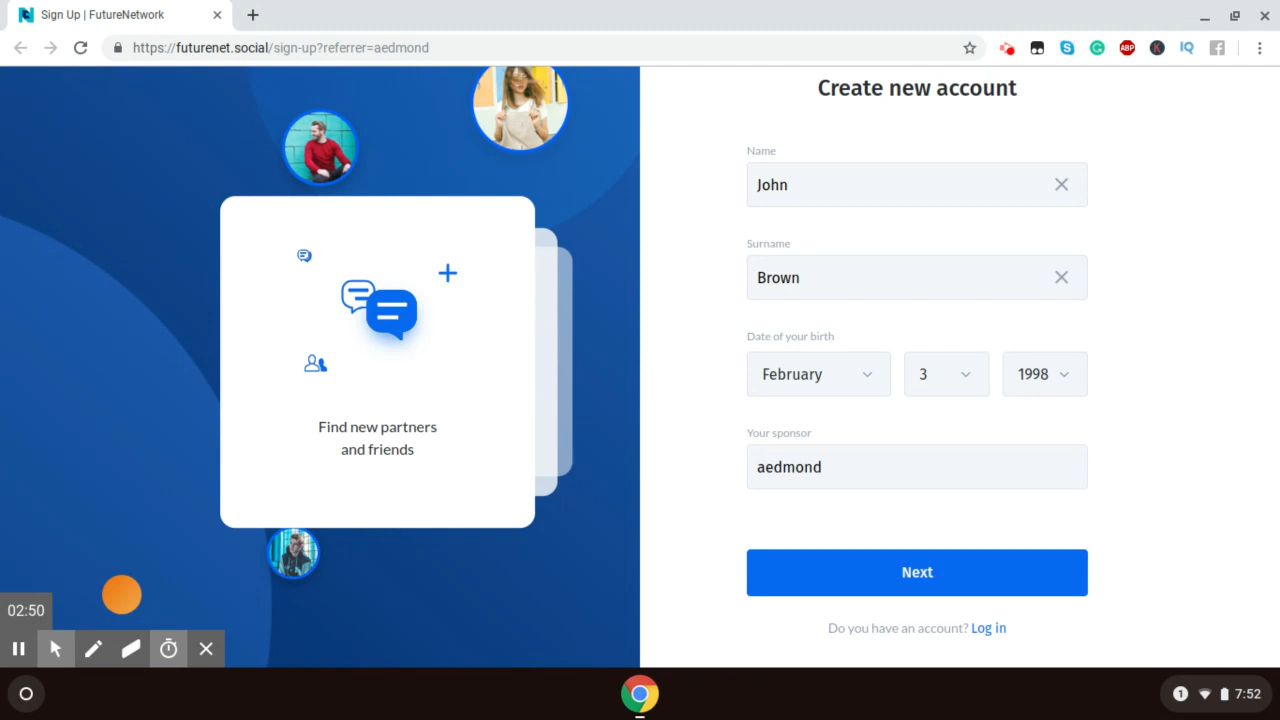 Sign Up | FutureNetwork
https://futurenet.social/sign-up?referrer=aedmond
ABP
K
IQ
Create new account
Name
John
Surname
Brown
Date of your birth
February 3 1998
Your sponsor
aedmond
Next
Do you have an account? Log in
Find new partners
and friends
02:50
1 7:52